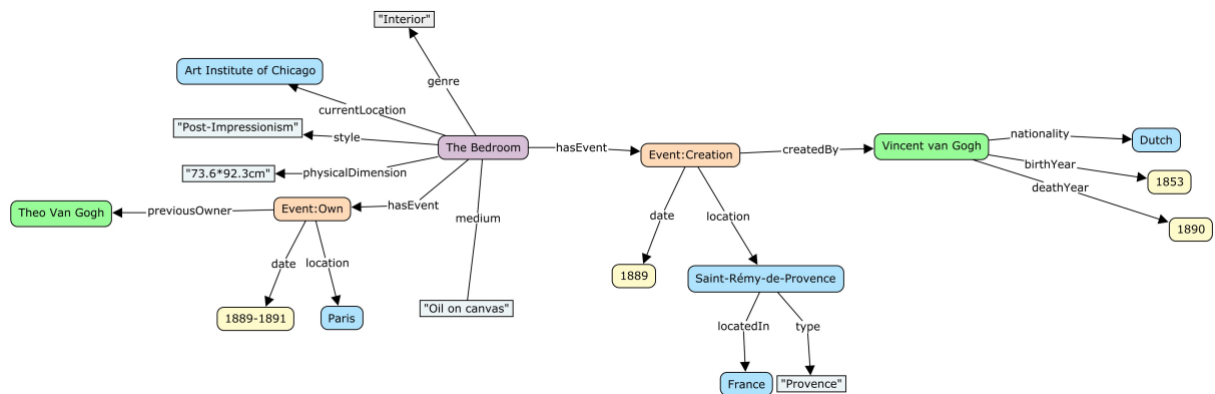 "Interior"
genre
Art Institute of Chicago
currentLocation
"Post-Impressionism"
style
The Bedroom
"73.6*92.3cm"
physicalDimension
hasEvent
Event:Creation
createdBy
Vincent van Gogh
nationality
Dutch
birthYear
1853
deathYear
1890
Theo Van Gogh
previousOwner
Event:Own
hasEvent
medium
date
location
1889-1891
Paris
"Oil on canvas"
date
location
1889
Saint-Rémy-de-Provence
locatedIn
type
France
"Provence"